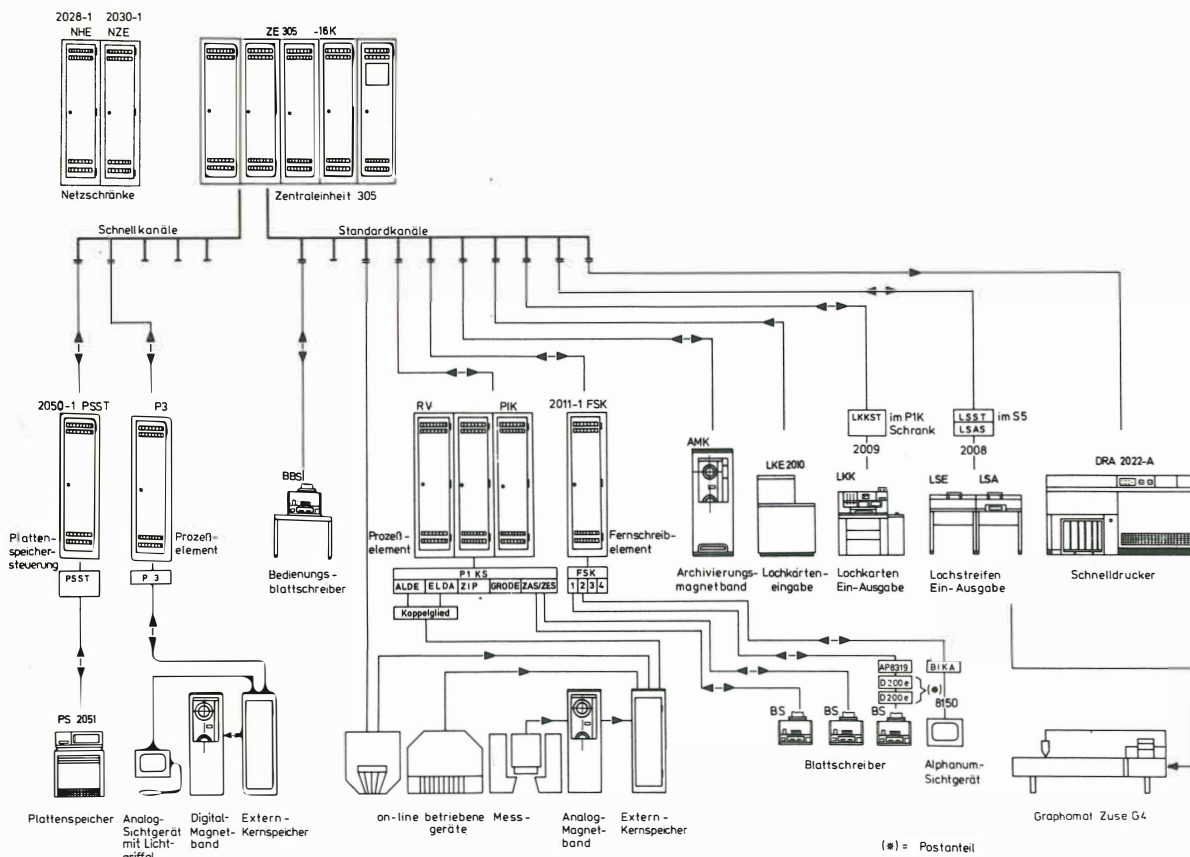 2028-1 2030-1
NHE NZE
ZE 305 -16K
Netzschränke
Zentraleinheit 305
Schnellkanäle
Standardkanäle
2050-1 PSST
P3
RV
P1K
2011-1 FSK
LKKST
im P1K
Schrank
2009
LSST
LSAS
im S5
2008
AMK
LKE 2010
LKK
LSE
LSA
DRA 2022-A
BBS
Platten-
speicher-
steuerung
Prozeß-
element
Prozeß-
element
Fernschreib-
element
PSST
P 3
Bedienungs-
blattschreiber
P1 KS
ALDE ELDA ZIP GRODE ZAS/ZES
Koppelglied
FSK
1 2 3 4
Archivierungs-
magnetband
Lochkarten-
eingabe
Lochkarten
Ein-Ausgabe
Lochstreifen
Ein-Ausgabe
Schnelldrucker
AP8319
D200e
D200e
(*)
BIKA
8150
PS 2051
BS
BS
BS
Blattschreiber
Alphanum-
Sichtgerät
Plattenspeicher
Analog-
Sichtgerät
mit Licht-
griffel
Digital-
Magnet-
band
Extern-
Kernspeicher
on-line betriebene
geräte
Mess-
Analog-
Magnet-
band
Extern-
Kernspeicher
Graphomat Zuse G4
(*) = Postanteil